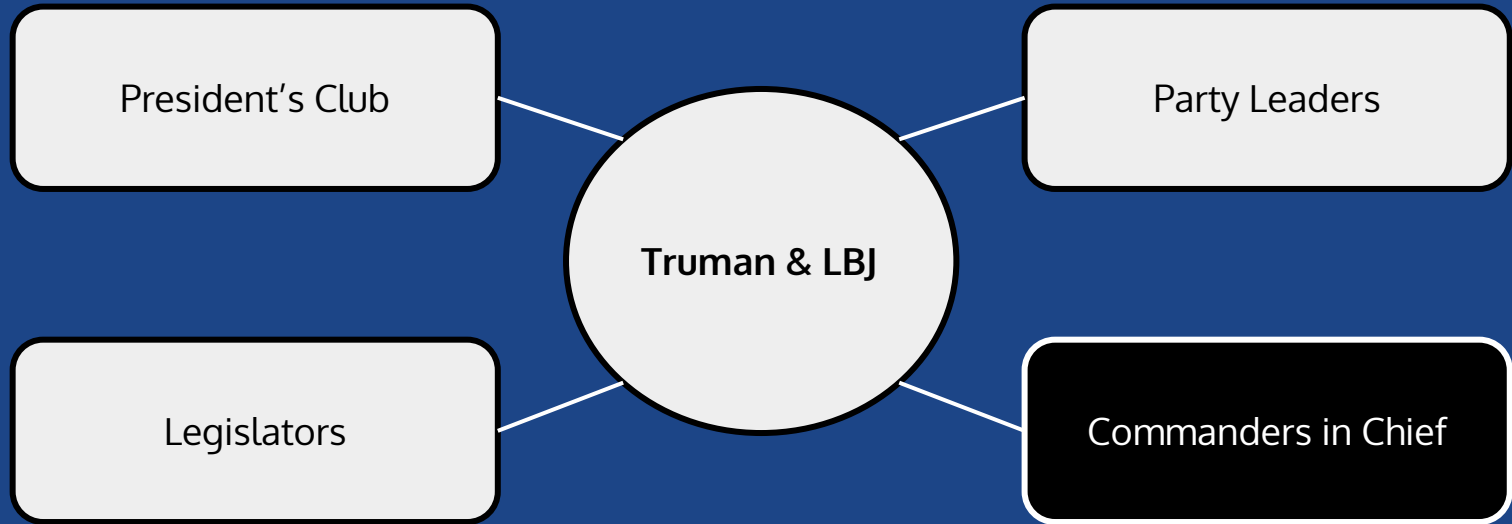 President’s Club
Party Leaders
Truman & LBJ
Legislators
Commanders in Chief